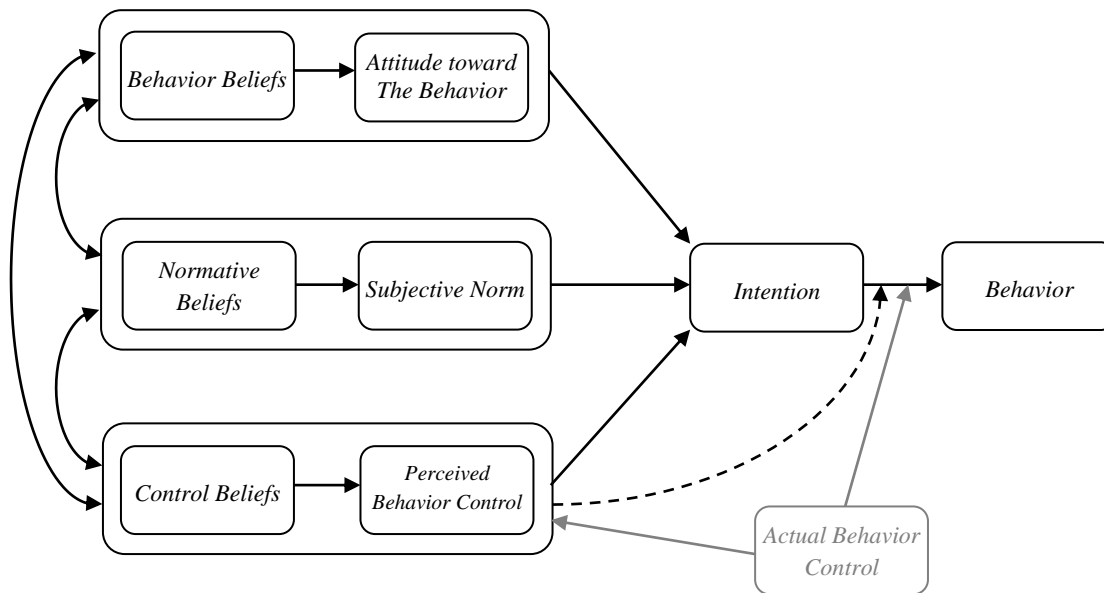 Behavior Beliefs
Attitude toward
The Behavior
Normative
Beliefs
Subjective Norm
Intention
Behavior
Control Beliefs
Perceived
Behavior Control
Actual Behavior
Control